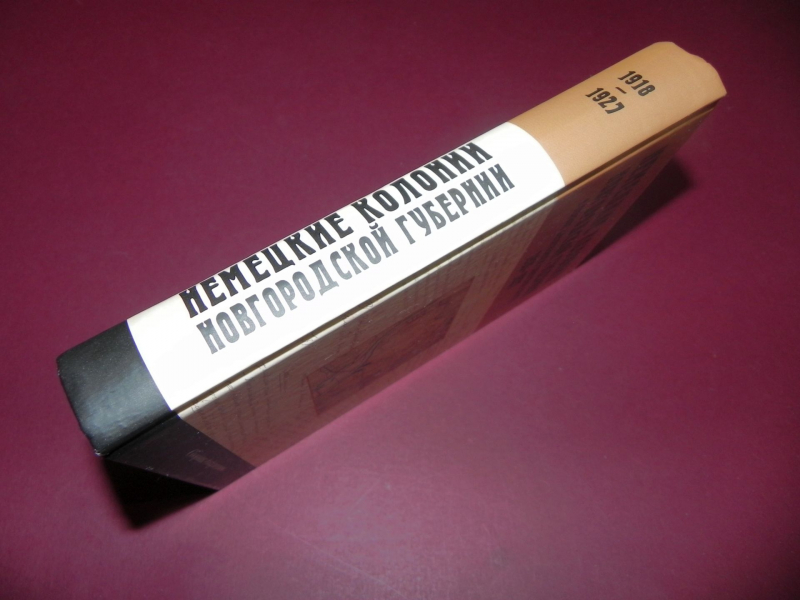 НЕМЕЦКИЕ КОЛОНИИ
НОВГОРОДСКОЙ ГУБЕРНИИ
1918
–
1927